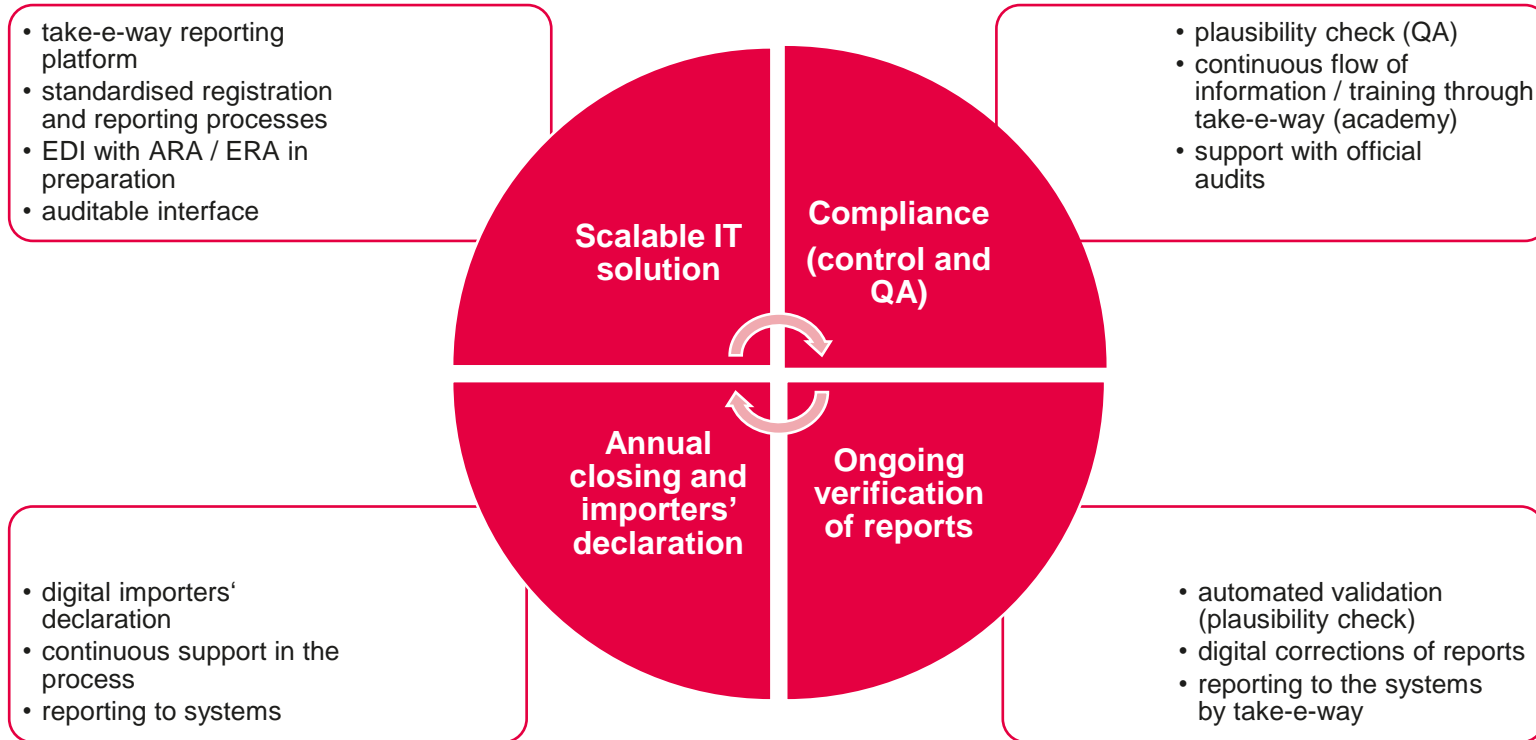 • take-e-way reporting
platform
• standardised registration
and reporting processes
• EDI with ARA / ERA in
preparation
• auditable interface
• plausibility check (QA)
• continuous flow of
information / training through
take-e-way (academy)
• support with official
audits
Scalable IT
solution
Compliance
(control and
QA)
Annual
closing and
importers’
declaration
Ongoing
verification
of reports
• digital importers‘
declaration
• continuous support in the
process
• reporting to systems
• automated validation
(plausibility check)
• digital corrections of reports
• reporting to the systems
by take-e-way